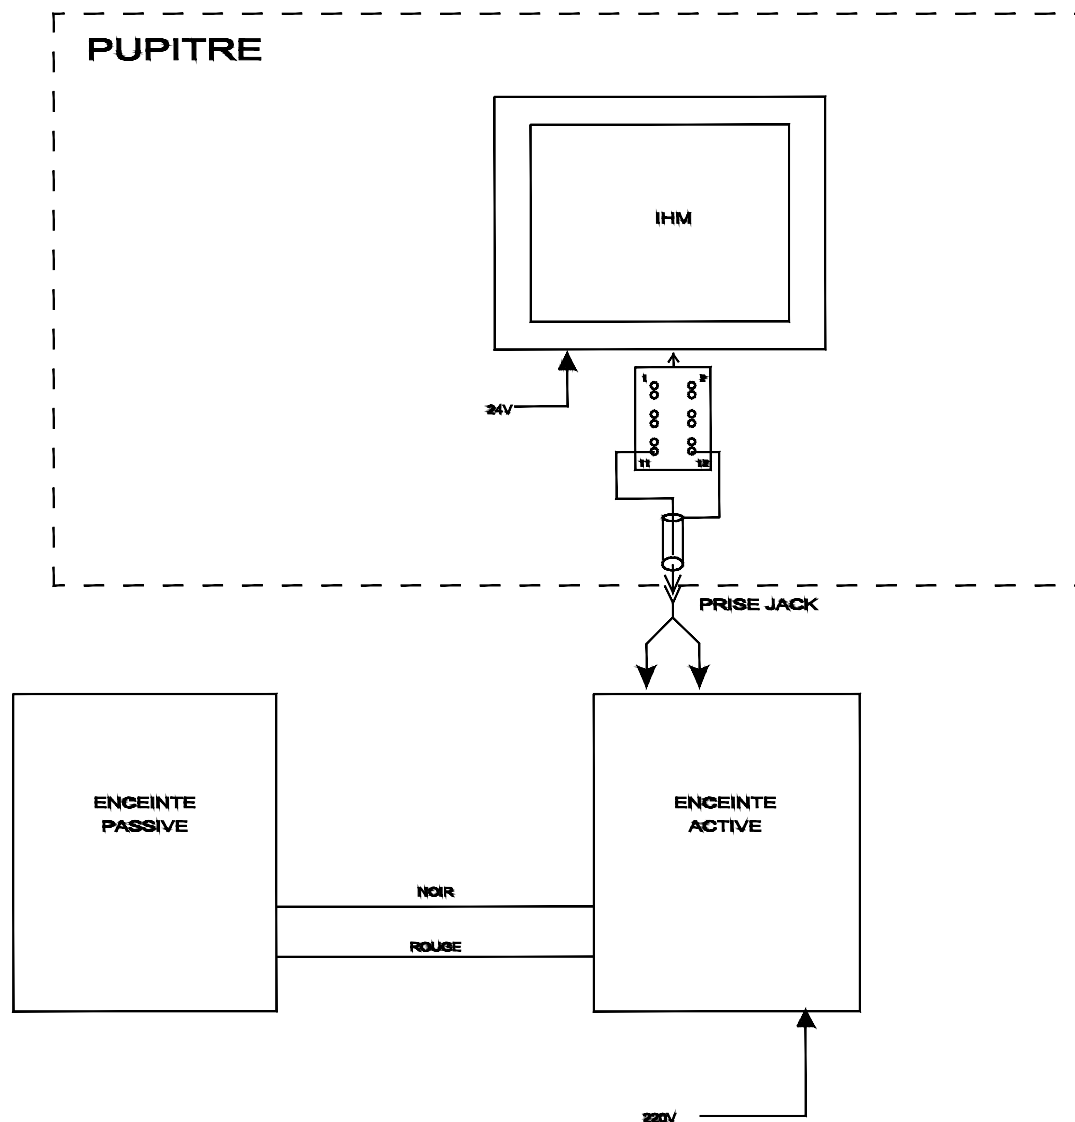 PUPITRE
IHM
24V
1 2
11 12
PRISE JACK
ENCEINTE
PASSIVE
ENCEINTE
ACTIVE
NOIR
ROUGE
220V